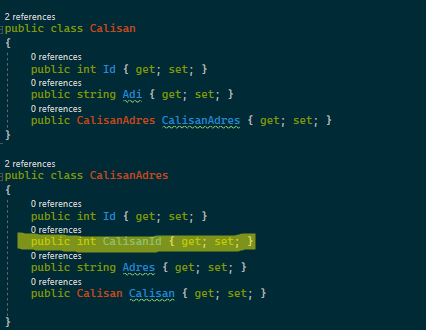 2 references
public class Calisan
{
0 references
public int Id { get; set; }
0 references
public string Adi { get; set; }
0 references
public CalisanAdres CalisanAdres { get; set; }
}
2 references
public class CalisanAdres
{
0 references
public int Id { get; set; }
0 references
public int CalisanId { get; set; }
0 references
public string Adres { get; set; }
0 references
public Calisan Calisan { get; set; }
}